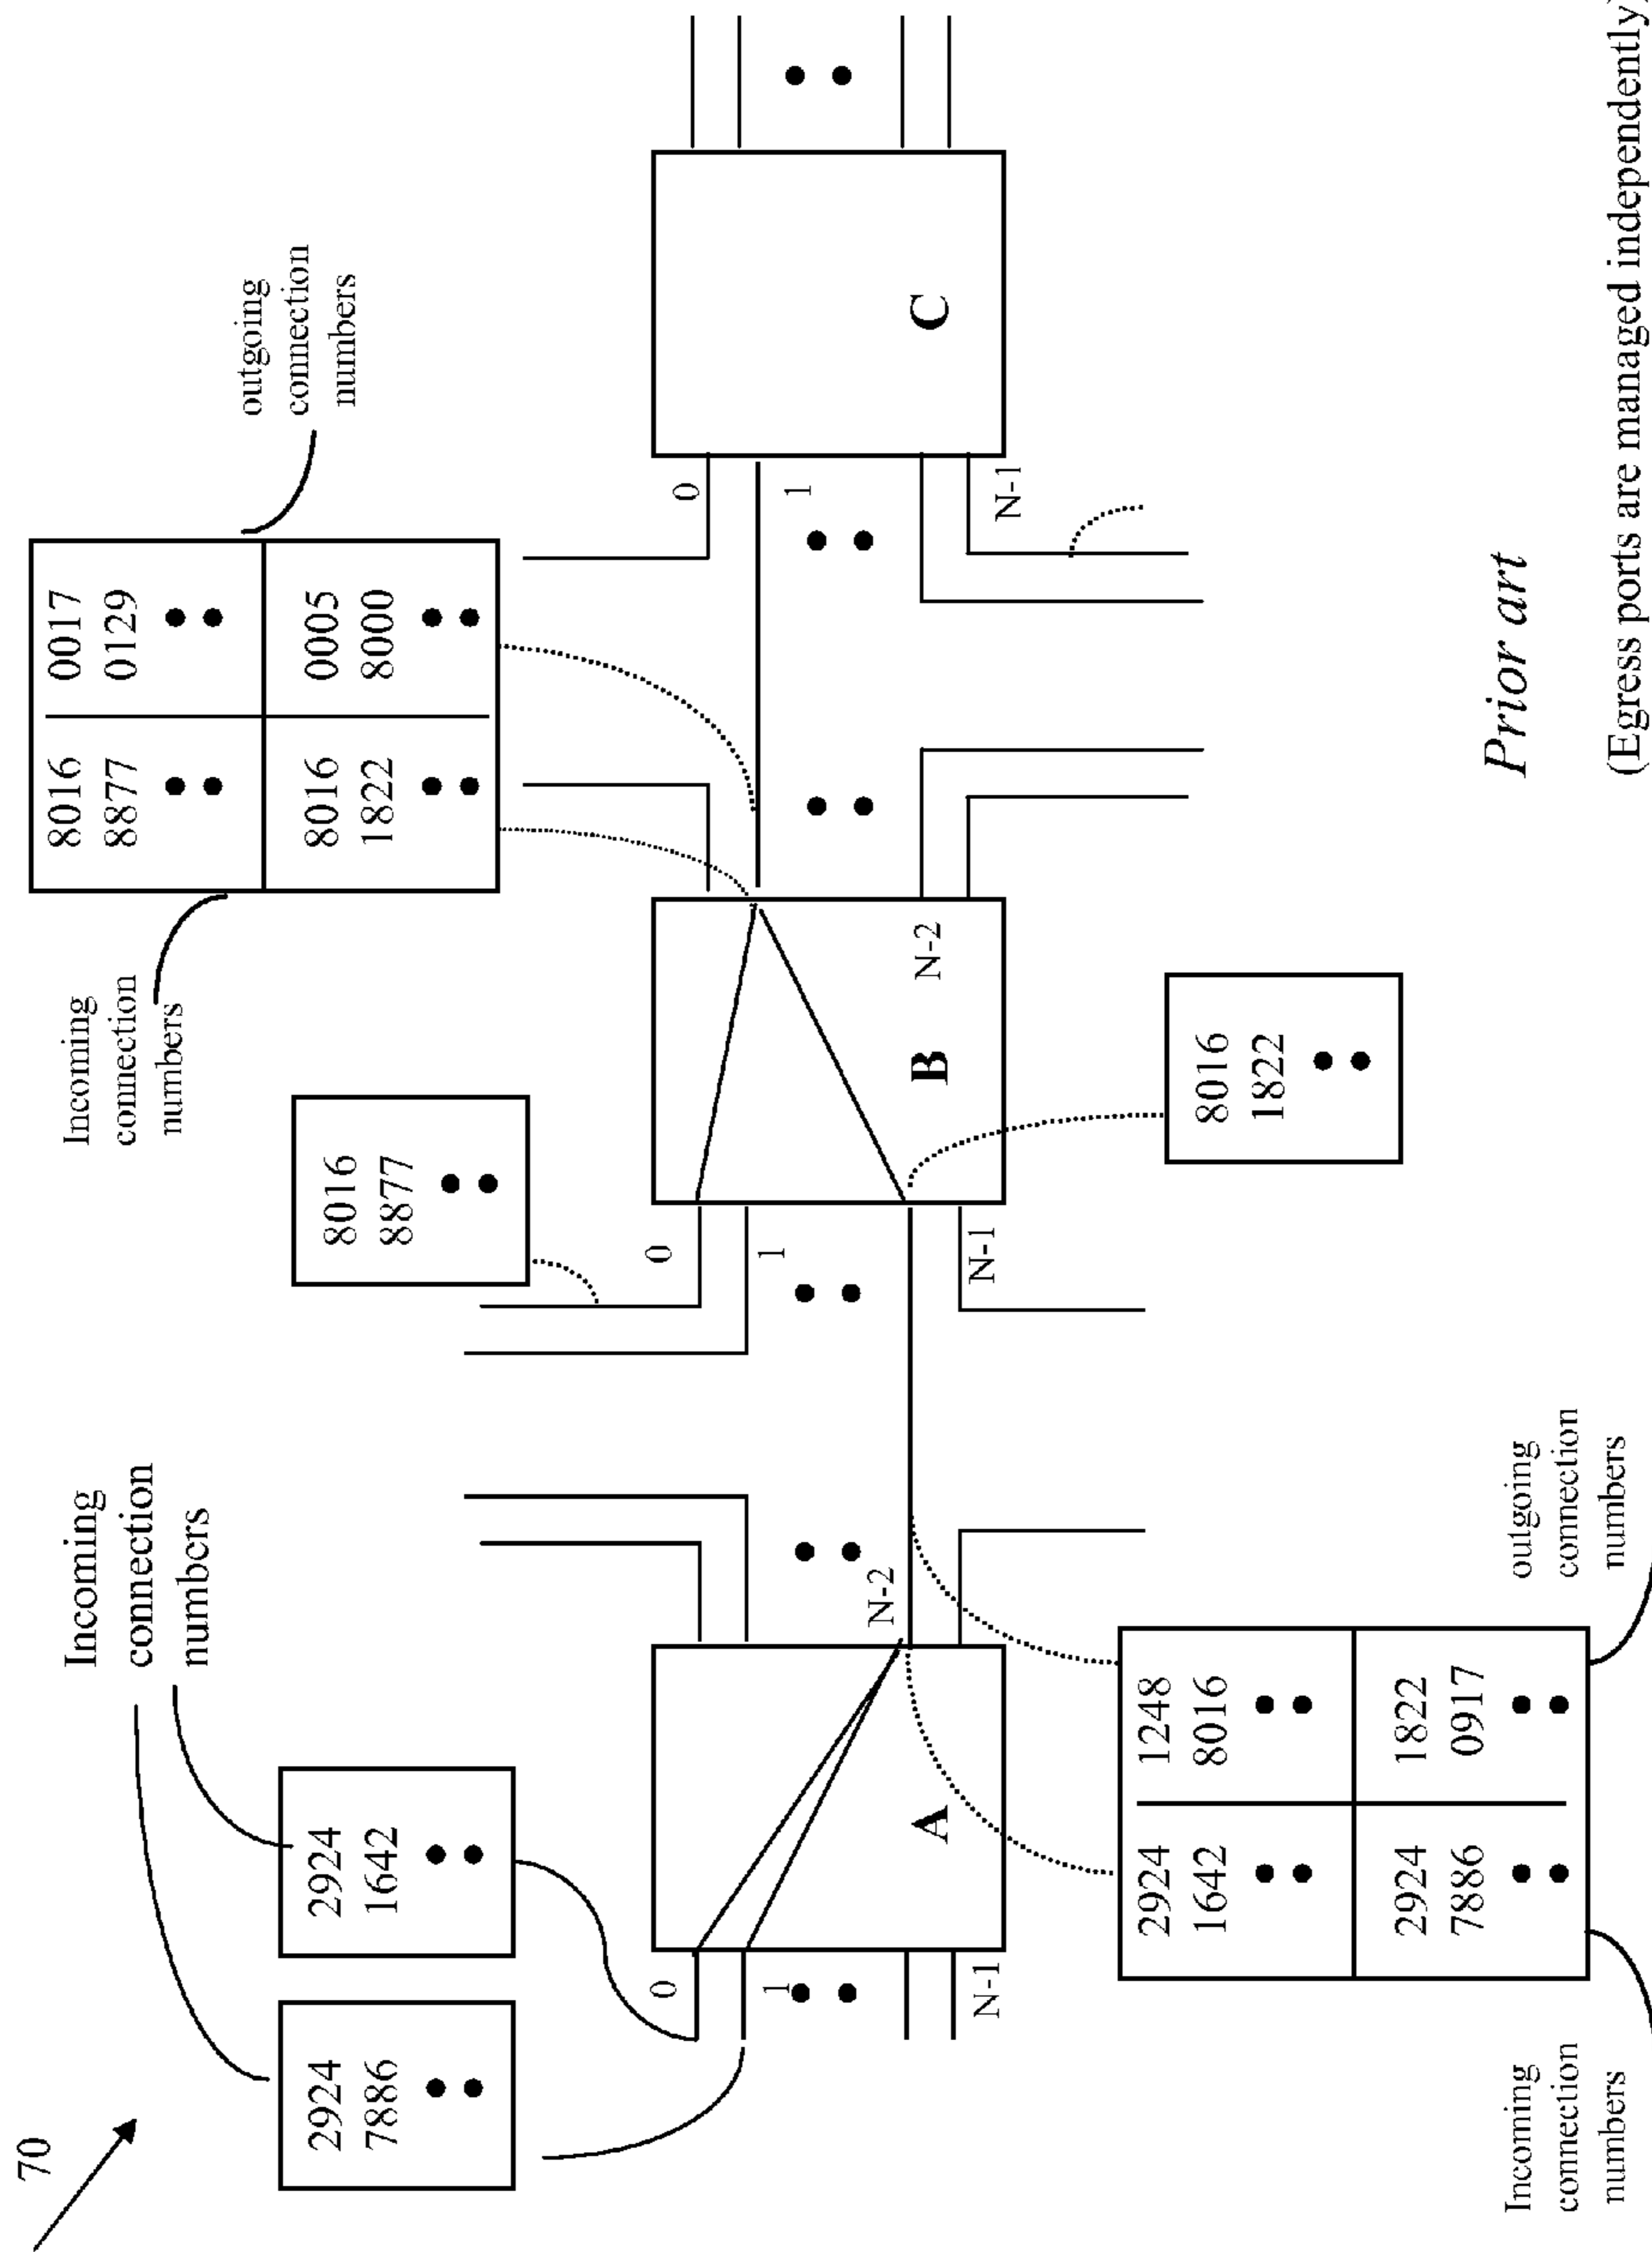 70
Incoming
connection
numbers
2924
7886
2924
1642
0
1
N-1
A
N-2
2924 1248
1642 8016
2924 1822
7886 0917
Incoming
connection
numbers
outgoing
connection
numbers
8016
8877
0
1
N-1
B
N-2
8016
1822
Incoming
connection
numbers
8016 0017
8877 0129
8016 0005
1822 8000
outgoing
connection
numbers
0
1
N-1
C
Prior art
(Egress ports are managed independently)